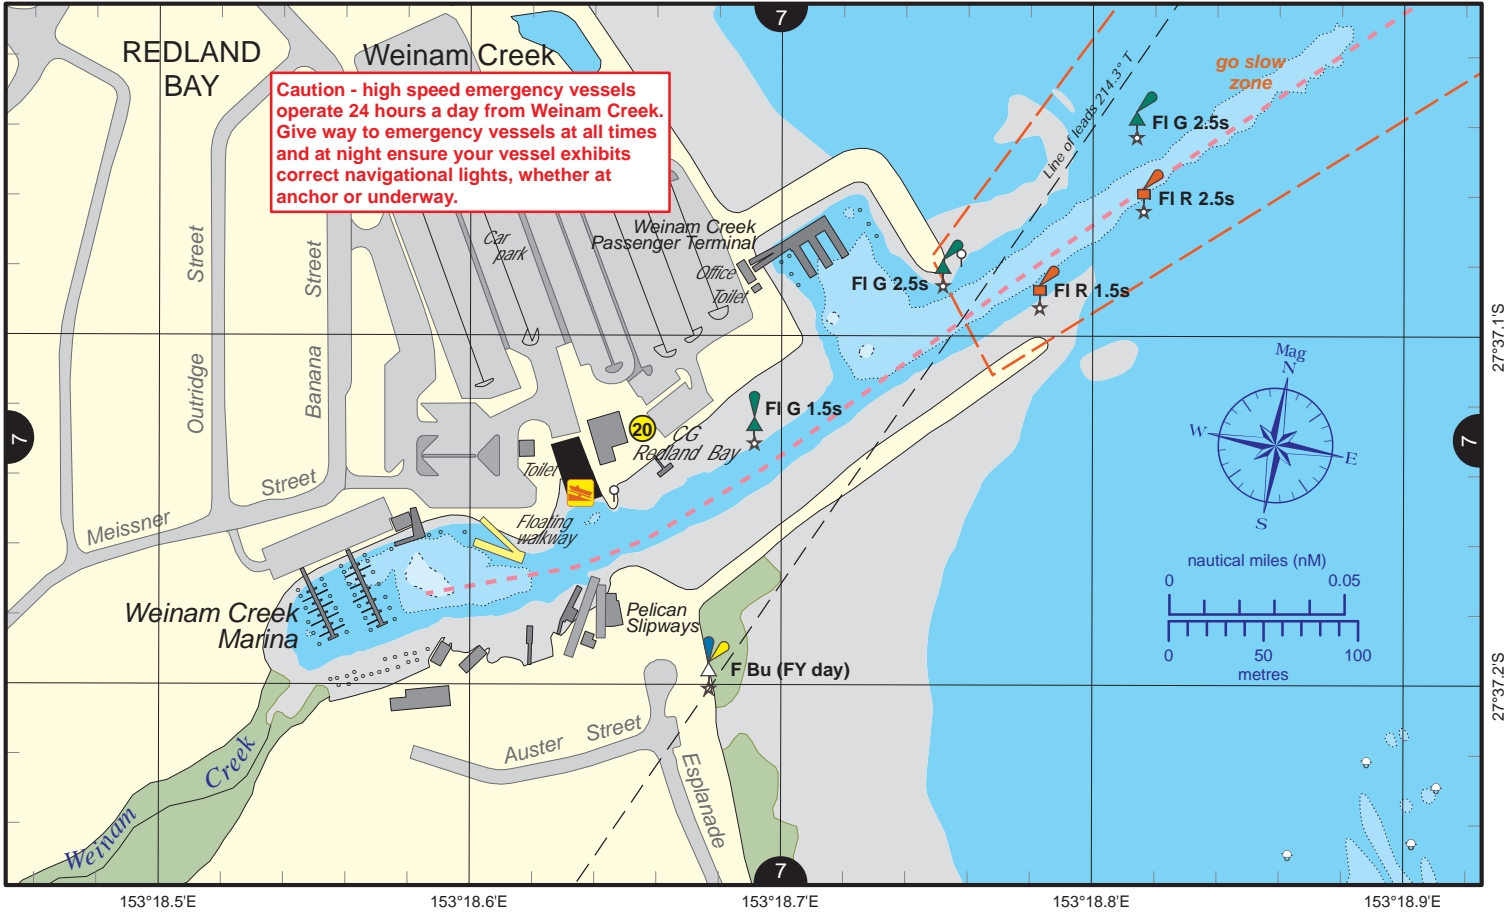 7
REDLAND
BAY
Weinam Creek
Caution - high speed emergency vessels
operate 24 hours a day from Weinam Creek.
Give way to emergency vessels at all times
and at night ensure your vessel exhibits
correct navigational lights, whether at
anchor or underway.
go slow
zone
Line of leads 214.3° T
Fl G 2.5s
Fl R 2.5s
Weinam Creek
Passenger Terminal
Car
park
Office
Toilet
Fl G 2.5s
Fl R 1.5s
Outridge Street
Banana Street
27°37.1'S
Mag
N
W
E
S
Fl G 1.5s
20
CG
Redland Bay
7
7
Toilet
Meissner Street
Floating
walkway
nautical miles (nM)
0 0.05
0 50 100
metres
Weinam Creek
Marina
Pelican
Slipways
F Bu (FY day)
27°37.2'S
Auster Street
Esplanade
Weinam Creek
7
153°18.5'E
153°18.6'E
153°18.7'E
153°18.8'E
153°18.9'E